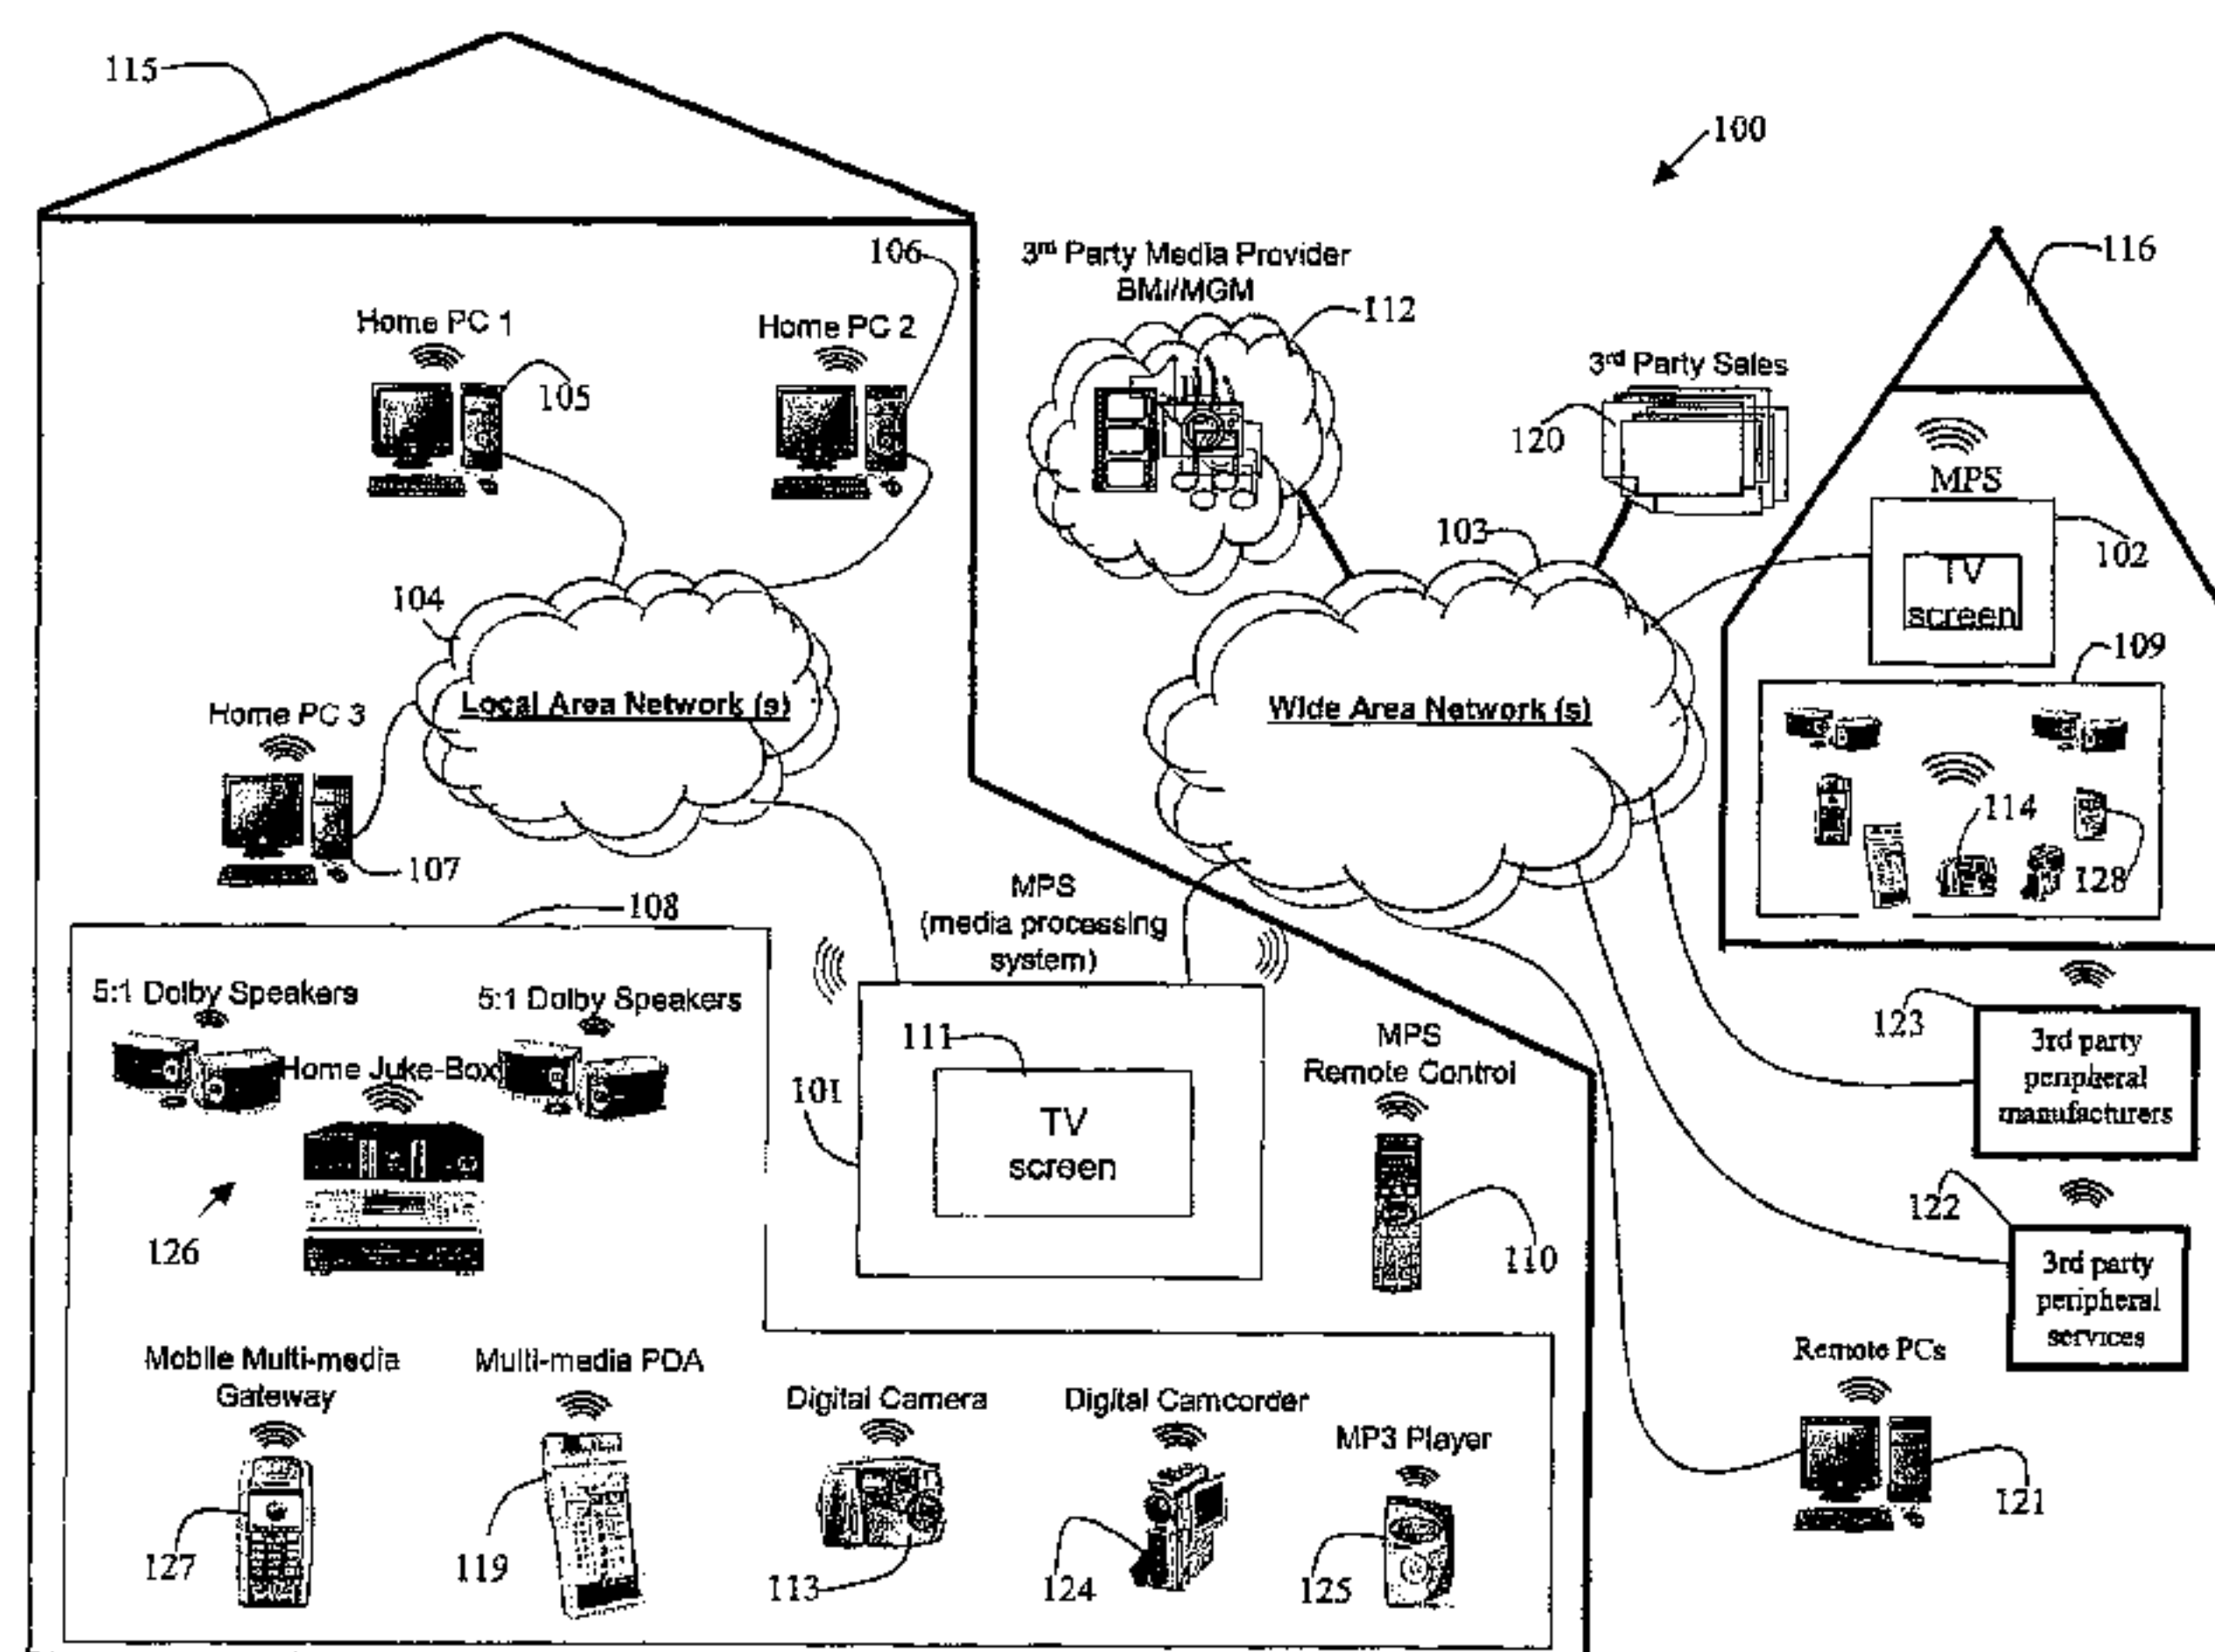 115
100
106
3rd Party Media Provider
BMI/MGM
112
116
Home PC 1
Home PC 2
105
3rd Party Sales
120
MPS
103
102
TV
screen
104
109
Local Area Network (s)
Wide Area Network (s)
Home PC 3
114
107
128
MPS
(media processing
system)
108
5:1 Dolby Speakers
5:1 Dolby Speakers
123
3rd party
peripheral
manufacturers
111
MPS
Remote Control
Home Juke-Box
101
TV
screen
122
126
110
3rd party
peripheral
services
Remote PCs
Mobile Multi-media
Gateway
Multi-media PDA
Digital Camera
Digital Camcorder
MP3 Player
121
127
119
113
124
125